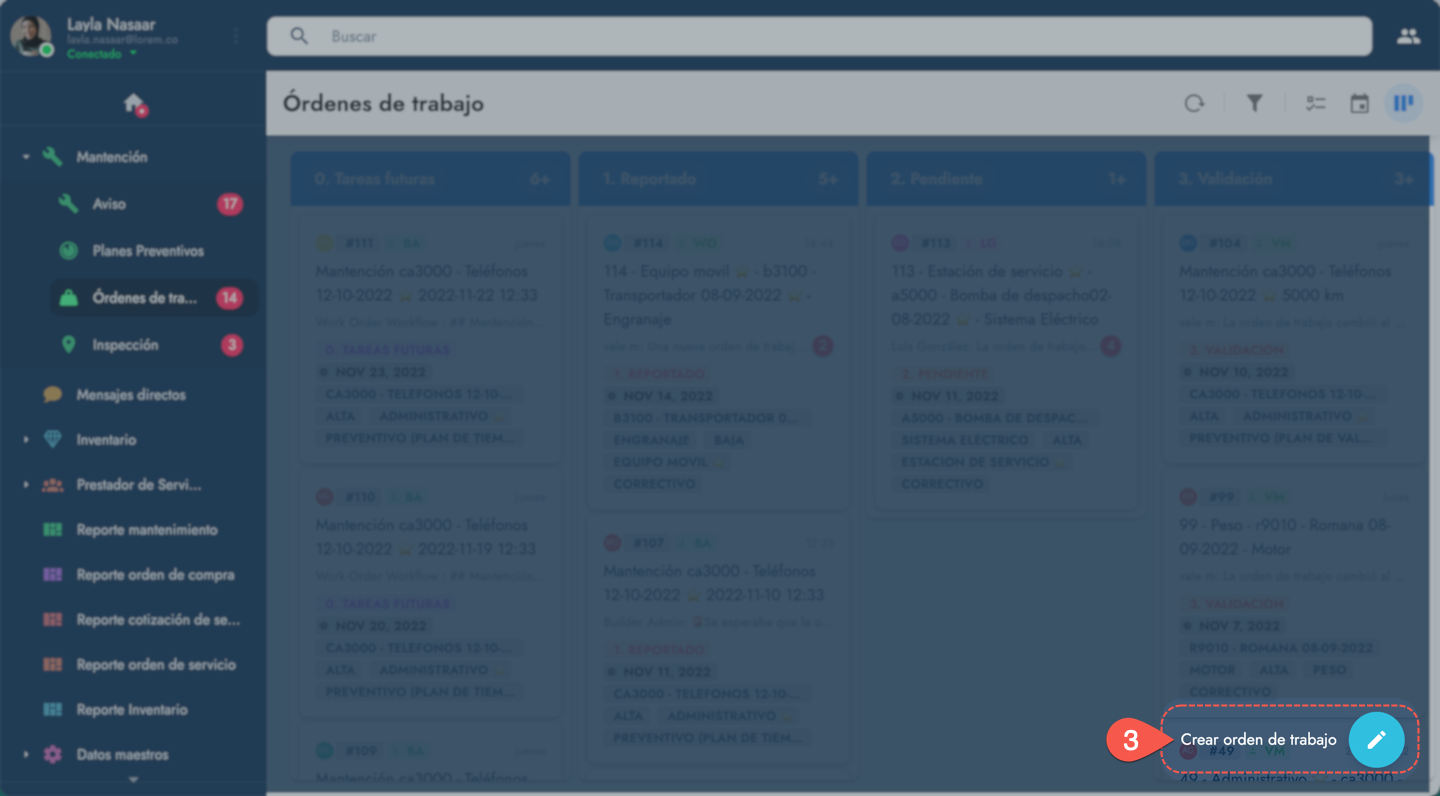 Layla Nasaar
layla.nasaar@lorem.co
Conectado
Buscar
Mantención
Aviso 17
Planes Preventivos
Órdenes de tra... 14
Inspección 3
Mensajes directos
Inventario
Prestador de Servi...
Reporte mantenimiento
Reporte orden de compra
Reporte cotización de se...
Reporte orden de servicio
Reporte Inventario
Datos maestros
Órdenes de trabajo
0. Tareas futuras 6+
#111 BA
Mantención ca3000 - Teléfonos
12-10-2022 2022-11-22 12:33
Work Order Workflow : ## Mantención...
0. TAREAS FUTURAS
NOV 23, 2022
CA3000 - TELEFONOS 12-10-...
ALTA ADMINISTRATIVO
PREVENTIVO (PLAN DE TIEM...
#110 BA
Mantención ca3000 - Teléfonos
12-10-2022 2022-11-19 12:33
Work Order Workflow : ## Mantención...
0. TAREAS FUTURAS
NOV 20, 2022
CA3000 - TELEFONOS 12-10-...
ALTA ADMINISTRATIVO
PREVENTIVO (PLAN DE TIEM...
#109 BA
Mantención ca3000 - Teléfonos
1. Reportado 5+
#114 WO
114 - Equipo movil - b3100 -
Transportador 08-09-2022 -
Engranaje
vale m: Una nueva orden de trabaj...
1. REPORTADO
NOV 14, 2022
B3100 - TRANSPORTADOR 0...
ENGRANAJE BAJA
EQUIPO MOVIL
CORRECTIVO
#107 BA
Mantención ca3000 - Teléfonos
12-10-2022 2022-11-10 12:33
Builder Admin: Se esperaba que la o...
1. REPORTADO
NOV 11, 2022
CA3000 - TELEFONOS 12-10-...
ALTA ADMINISTRATIVO
PREVENTIVO (PLAN DE TIEM...
2. Pendiente 1+
#113 LG
113 - Estación de servicio -
a5000 - Bomba de despacho02-
08-2022 - Sistema Eléctrico
Luis González: La orden de trabajo... 4
2. PENDIENTE
NOV 11, 2022
A5000 - BOMBA DE DESPAC...
SISTEMA ELECTRICO ALTA
ESTACION DE SERVICIO
CORRECTIVO
3. Validación 3+
#104 VM
Mantención ca3000 - Teléfonos
12-10-2022 5000 km
vale m: La orden de trabajo cambió al ...
3. VALIDACION
NOV 10, 2022
CA3000 - TELEFONOS 12-10-...
ALTA ADMINISTRATIVO
PREVENTIVO (PLAN DE VAL...
#99 VM
99 - Peso - r9010 - Romana 08-
09-2022 - Motor
vale m: La orden de trabajo cambió al ...
3. VALIDACION
NOV 7, 2022
R9010 - ROMANA 08-09-2022
MOTOR ALTA PESO
CORRECTIVO
3
Crear orden de trabajo
#49 VM
49 - Administrativo - ca3000 -